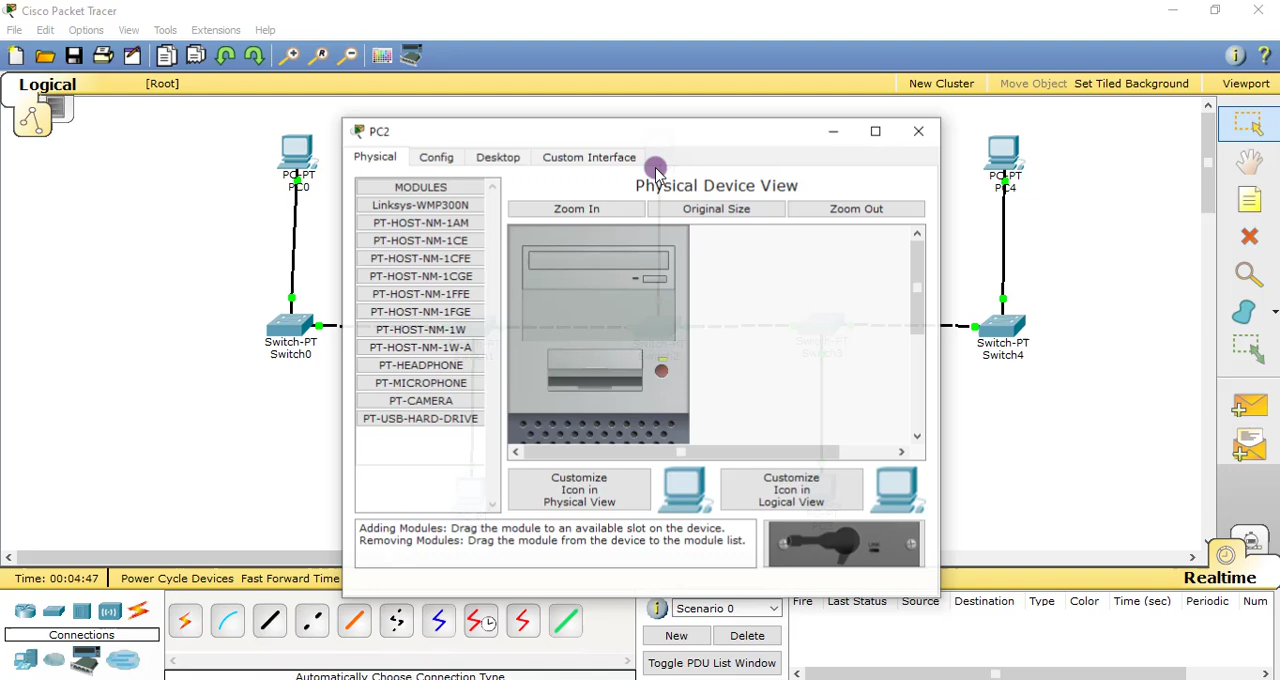 Cisco Packet Tracer
File Edit Options View Tools Extensions Help
Logical [Root] New Cluster Move Object Set Tiled Background Viewport
PC2
Physical Config Desktop Custom Interface
MODULES
Linksys-WMP300N
PT-HOST-NM-1AM
PT-HOST-NM-1CE
PT-HOST-NM-1CFE
PT-HOST-NM-1CGE
PT-HOST-NM-1FFE
PT-HOST-NM-1FGE
PT-HOST-NM-1W
PT-HOST-NM-1W-A
PT-HEADPHONE
PT-MICROPHONE
PT-CAMERA
PT-USB-HARD-DRIVE
Physical Device View
Zoom In Original Size Zoom Out
Customize
Icon in
Physical View
Customize
Icon in
Logical View
Adding Modules: Drag the module to an available slot on the device.
Removing Modules: Drag the module from the device to the module list.
PC-PT
PC0
Switch-PT
Switch0
PC-PT
PC4
Switch-PT
Switch4
Time: 00:04:47 Power Cycle Devices Fast Forward Time
Realtime
Connections
Automatically Choose Connection Type
Scenario 0
New Delete
Toggle PDU List Window
Fire Last Status Source Destination Type Color Time (sec) Periodic Num